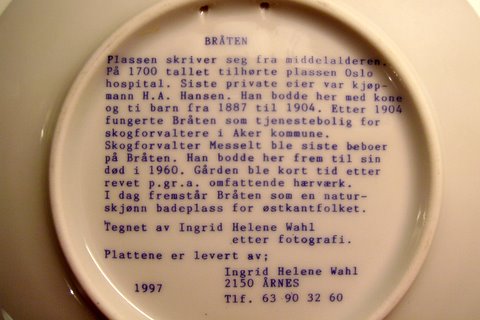 BRÅTEN
Plassen skriver seg fra middelalderen.
På 1700 tallet tilhørte plassen Oslo
hospital. Siste private eier var kjøp-
mann H.A. Hansen. Han bodde her med kone
og ti barn fra 1887 til 1904. Etter 1904
fungerte Bråten som tjenestebolig for
skogforvaltere i Aker kommune.
Skogforvalter Messelt ble siste beboer
på Bråten. Han bodde her frem til sin
død i 1960. Gården ble kort tid etter
revet p.gr.a. omfattende hærværk.
I dag fremstår Bråten som en natur-
skjønn badeplass for østkantfolket.
Tegnet av Ingrid Helene Wahl
etter fotografi.
Plattene er levert av;
Ingrid Helene Wahl
1997 2150 ÅRNES
Tlf. 63 90 32 60